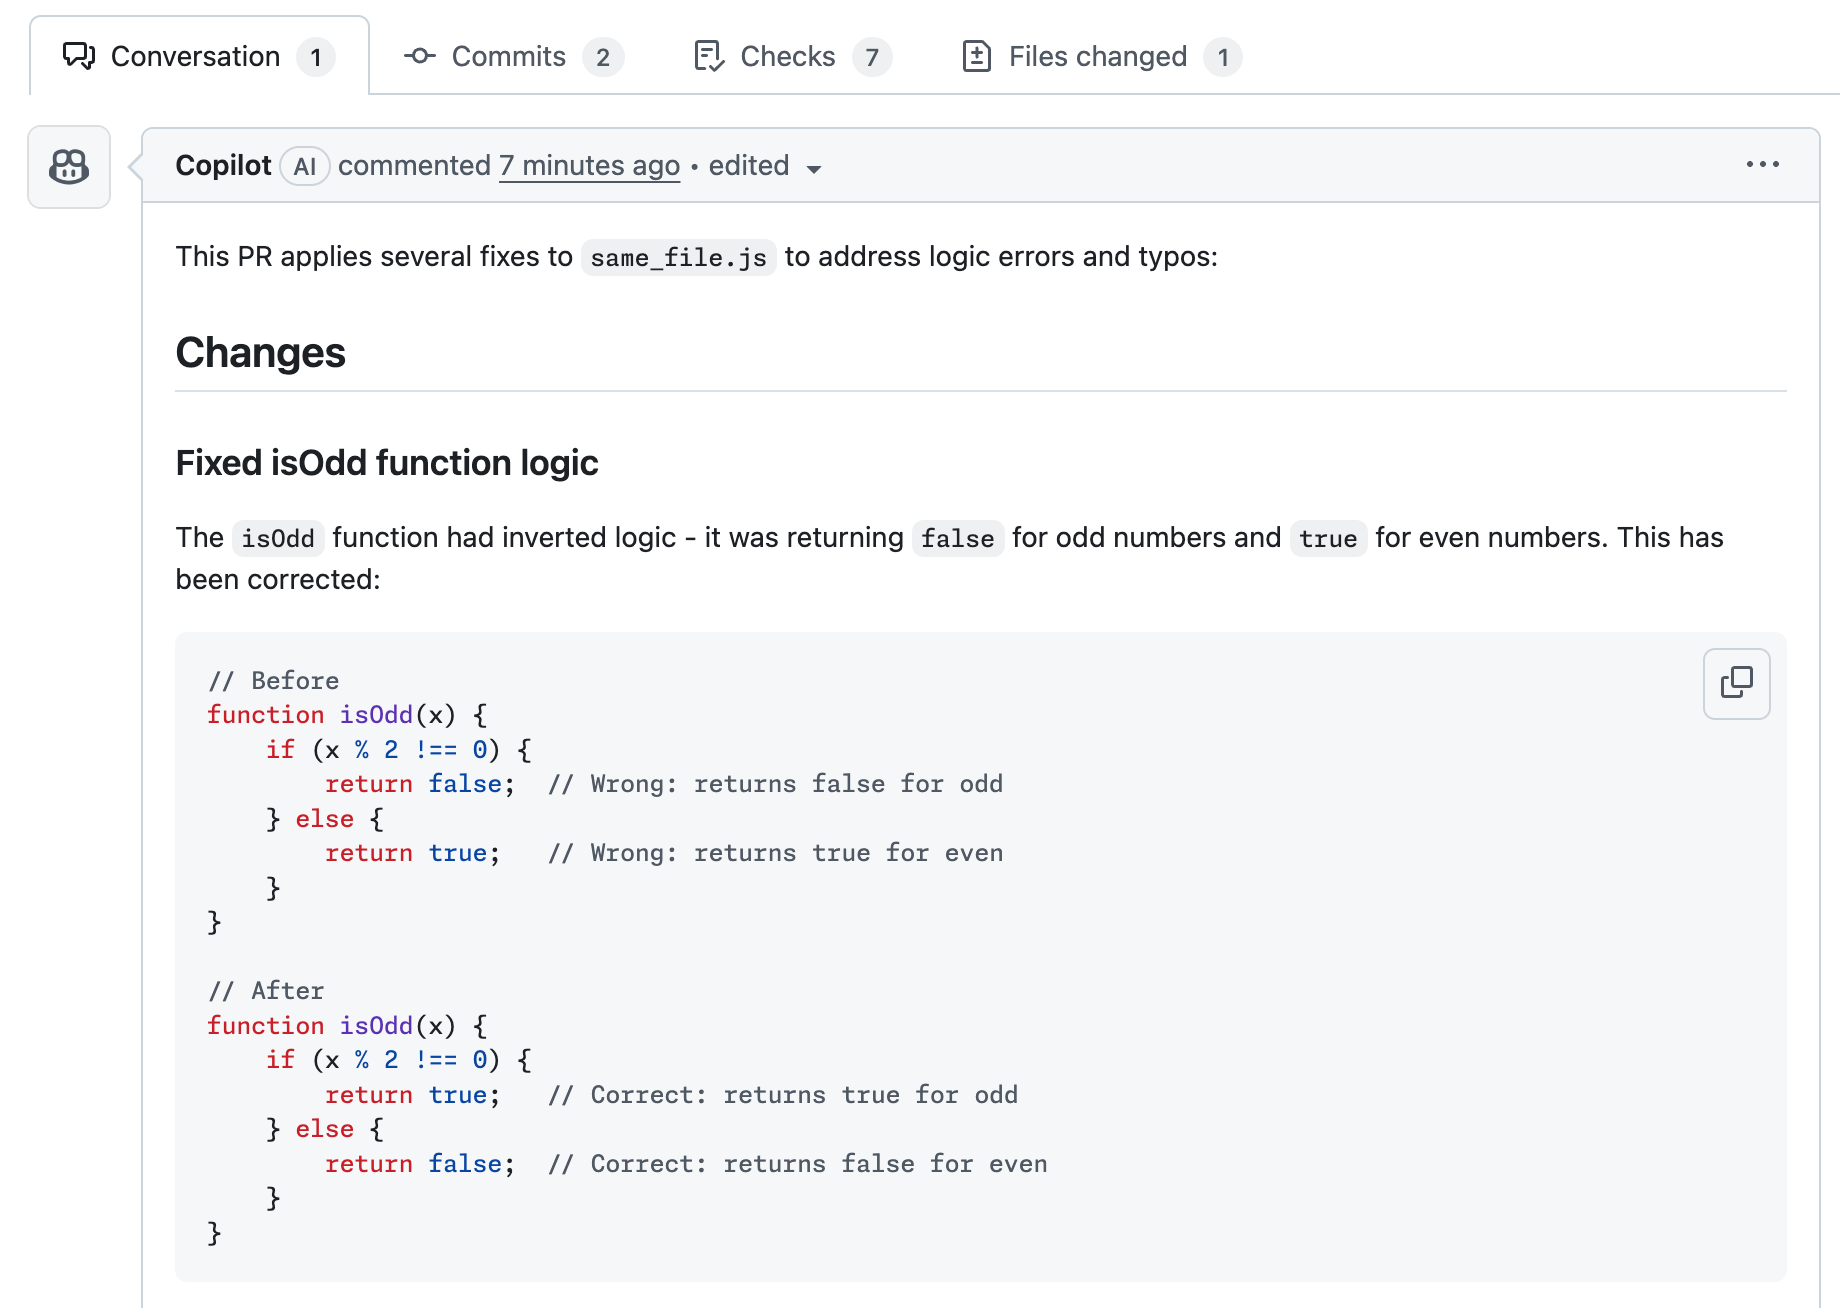 Conversation 1 Commits 2 Checks 7 Files changed 1
Copilot AI commented 7 minutes ago • edited
This PR applies several fixes to same_file.js to address logic errors and typos:
Changes
Fixed isOdd function logic
The isOdd function had inverted logic - it was returning false for odd numbers and true for even numbers. This has
been corrected:
// Before
function isOdd(x) {
    if (x % 2 !== 0) {
        return false;  // Wrong: returns false for odd
    } else {
        return true;   // Wrong: returns true for even
    }
}
// After
function isOdd(x) {
    if (x % 2 !== 0) {
        return true;   // Correct: returns true for odd
    } else {
        return false;  // Correct: returns false for even
    }
}